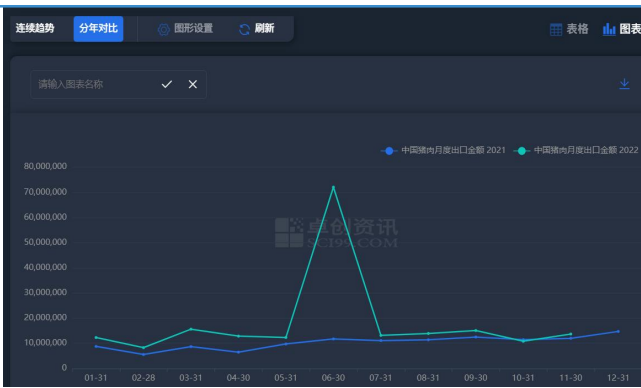 连续趋势 分年对比 图形设置 刷新 表格 图表
请输入图表名称
中国猪肉月度出口金额 2021 中国猪肉月度出口金额 2022
80,000,000
70,000,000
60,000,000
50,000,000
40,000,000
30,000,000
20,000,000
10,000,000
0
卓创资讯
SCI99.COM
01-31 02-28 03-31 04-30 05-31 06-30 07-31 08-31 09-30 10-31 11-30 12-31